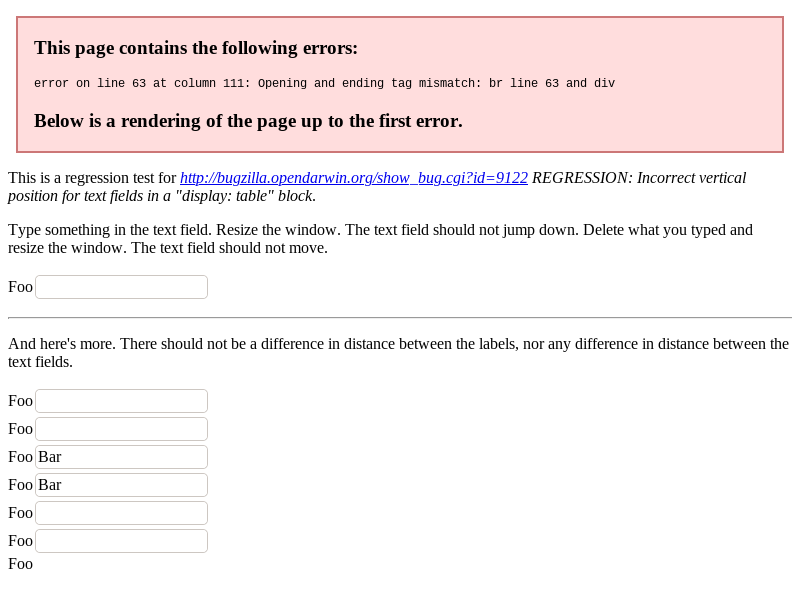 This page contains the following errors:
error on line 63 at column 111: Opening and ending tag mismatch: br line 63 and div
Below is a rendering of the page up to the first error.
This is a regression test for http://bugzilla.opendarwin.org/show_bug.cgi?id=9122 REGRESSION: Incorrect vertical
position for text fields in a "display: table" block.
Type something in the text field. Resize the window. The text field should not jump down. Delete what you typed and
resize the window. The text field should not move.
Foo
And here's more. There should not be a difference in distance between the labels, nor any difference in distance between the
text fields.
Foo
Foo
Foo Bar
Foo Bar
Foo
Foo
Foo